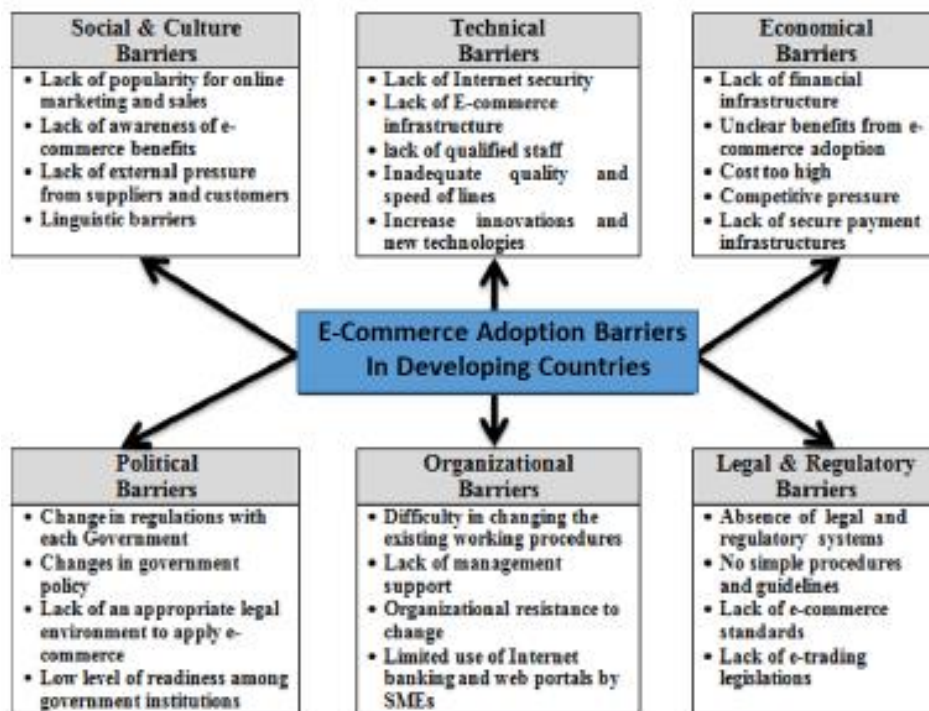 Social & Culture
Barriers
• Lack of popularity for online
marketing and sales
• Lack of awareness of e-
commerce benefits
• Lack of external pressure
from suppliers and customers
• Linguistic barriers
Technical
Barriers
• Lack of Internet security
• Lack of E-commerce
infrastructure
• lack of qualified staff
• Inadequate quality and
speed of lines
• Increase innovations and
new technologies
Economical
Barriers
• Lack of financial
infrastructure
• Unclear benefits from e-
commerce adoption
• Cost too high
• Competitive pressure
• Lack of secure payment
infrastructures
E-Commerce Adoption Barriers
In Developing Countries
Political
Barriers
• Change in regulations with
each Government
• Changes in government
policy
• Lack of an appropriate legal
environment to apply e-
commerce
• Low level of readiness among
government institutions
Organizational
Barriers
• Difficulty in changing the
existing working procedures
• Lack of management
support
• Organizational resistance to
change
• Limited use of Internet
banking and web portals by
SMEs
Legal & Regulatory
Barriers
• Absence of legal and
regulatory systems
• No simple procedures
and guidelines
• Lack of e-commerce
standards
• Lack of e-trading
legislations